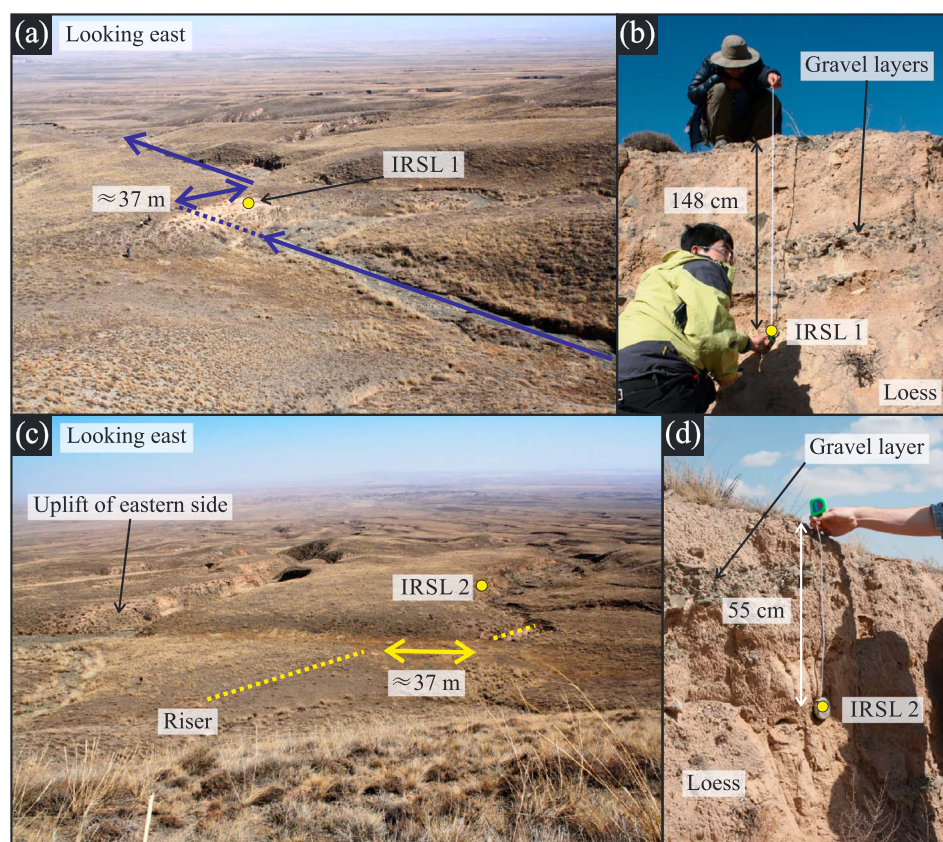 (a)
Looking east
IRSL 1
≈37 m
(b)
Gravel layers
148 cm
IRSL 1
Loess
(c)
Looking east
Uplift of eastern side
IRSL 2
≈37 m
Riser
(d)
Gravel layer
55 cm
IRSL 2
Loess